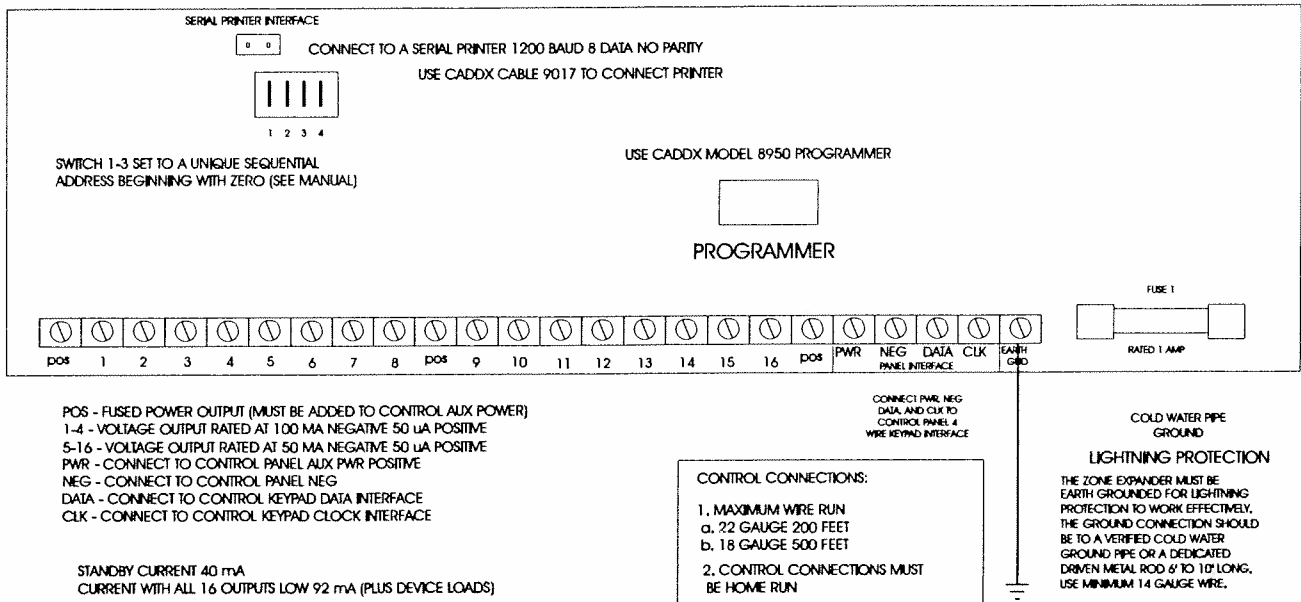 SERIAL PRINTER INTERFACE
CONNECT TO A SERIAL PRINTER 1200 BAUD 8 DATA NO PARITY
USE CADDX CABLE 9017 TO CONNECT PRINTER
1 2 3 4
SWITCH 1-3 SET TO A UNIQUE SEQUENTIAL
ADDRESS BEGINNING WITH ZERO (SEE MANUAL)
USE CADDX MODEL 8950 PROGRAMMER
PROGRAMMER
FUSE 1
RATED 1 AMP
pos 1 2 3 4 5 6 7 8 pos 9 10 11 12 13 14 15 16 pos PWR NEG DATA CLK EARTH
PANEL INTERFACE GND
POS - FUSED POWER OUTPUT (MUST BE ADDED TO CONTROL AUX POWER)
1-4 - VOLTAGE OUTPUT RATED AT 100 MA NEGATIVE 50 uA POSITIVE
5-16 - VOLTAGE OUTPUT RATED AT 50 MA NEGATIVE 50 uA POSITIVE
PWR - CONNECT TO CONTROL PANEL AUX PWR POSITIVE
NEG - CONNECT TO CONTROL PANEL NEG
DATA - CONNECT TO CONTROL KEYPAD DATA INTERFACE
CLK - CONNECT TO CONTROL KEYPAD CLOCK INTERFACE
STANDBY CURRENT 40 mA
CURRENT WITH ALL 16 OUTPUTS LOW 92 mA (PLUS DEVICE LOADS)
CONNECT PWR, NEG
DATA, AND CLK TO
CONTROL PANEL 4
WIRE KEYPAD INTERFACE
CONTROL CONNECTIONS:
1. MAXIMUM WIRE RUN
a. 22 GAUGE 200 FEET
b. 18 GAUGE 500 FEET
2. CONTROL CONNECTIONS MUST
BE HOME RUN
COLD WATER PIPE
GROUND
LIGHTNING PROTECTION
THE ZONE EXPANDER MUST BE
EARTH GROUNDED FOR LIGHTNING
PROTECTION TO WORK EFFECTIVELY.
THE GROUND CONNECTION SHOULD
BE TO A VERIFIED COLD WATER
GROUND PIPE OR A DEDICATED
DRIVEN METAL ROD 6' TO 10' LONG.
USE MINIMUM 14 GAUGE WIRE.